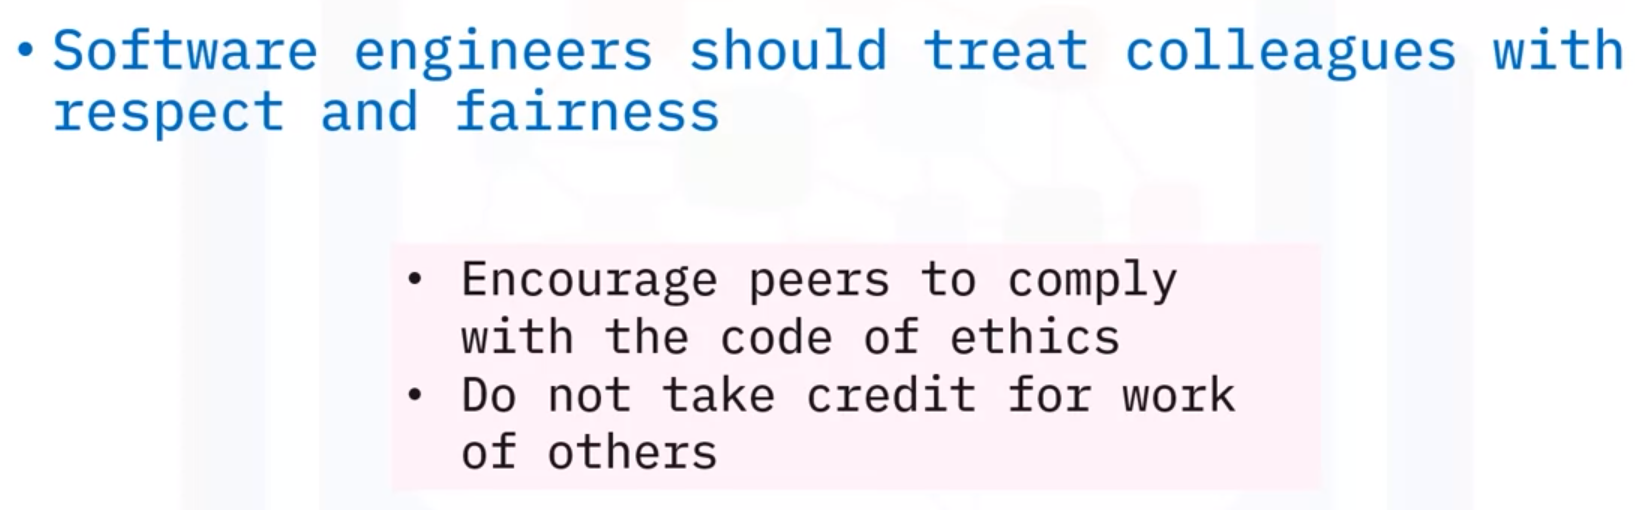 • Software engineers should treat colleagues with
respect and fairness
• Encourage peers to comply
with the code of ethics
• Do not take credit for work
of others